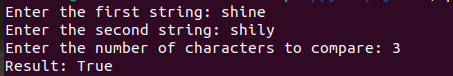 Enter the first string: shine
Enter the second string: shily
Enter the number of characters to compare: 3
Result: True